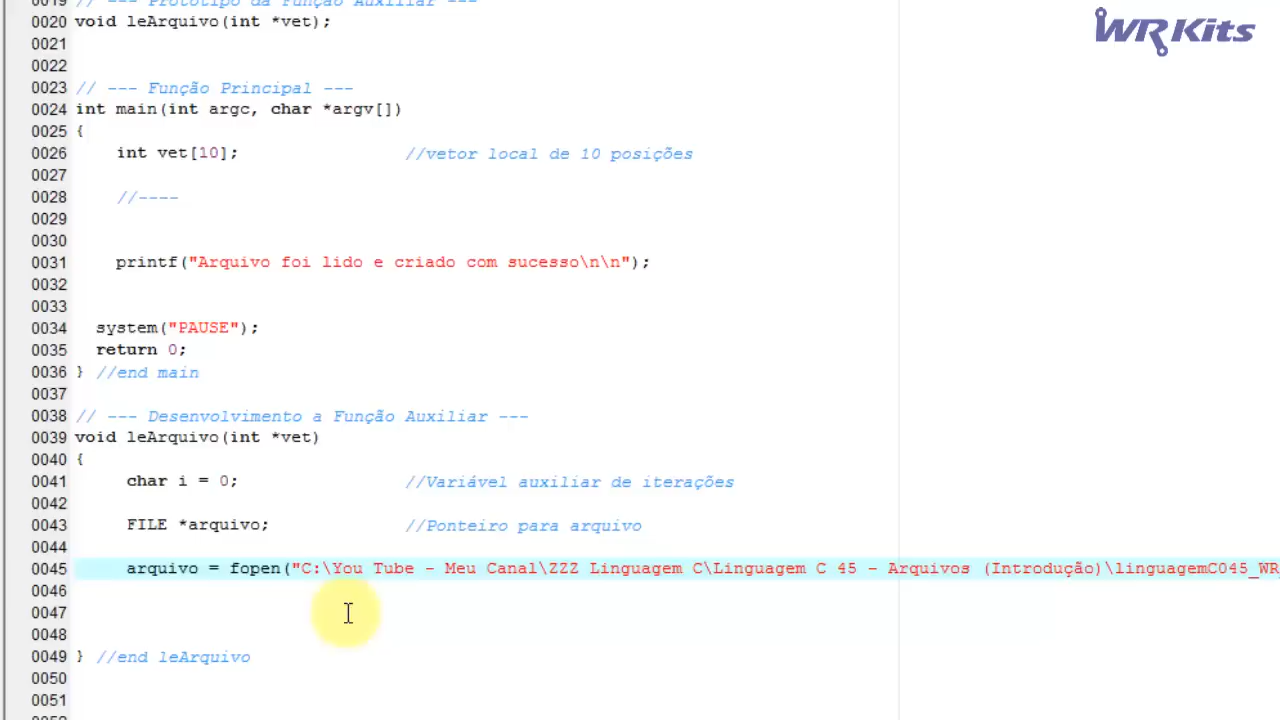 0019 // --- Protótipo da Função Auxiliar ---
0020 void leArquivo(int *vet);
0021
0022
0023 // --- Função Principal ---
0024 int main(int argc, char *argv[])
0025 {
0026 int vet[10]; //vetor local de 10 posições
0027
0028 //----
0029
0030
0031 printf("Arquivo foi lido e criado com sucesso\n\n");
0032
0033
0034 system("PAUSE");
0035 return 0;
0036 } //end main
0037
0038 // --- Desenvolvimento a Função Auxiliar ---
0039 void leArquivo(int *vet)
0040 {
0041 char i = 0; //Variável auxiliar de iterações
0042
0043 FILE *arquivo; //Ponteiro para arquivo
0044
0045 arquivo = fopen("C:\You Tube - Meu Canal\ZZZ Linguagem C\Linguagem C 45 - Arquivos (Introdução)\linguagemC045_WR
0046
0047
0048
0049 } //end leArquivo
0050
0051
WR Kits